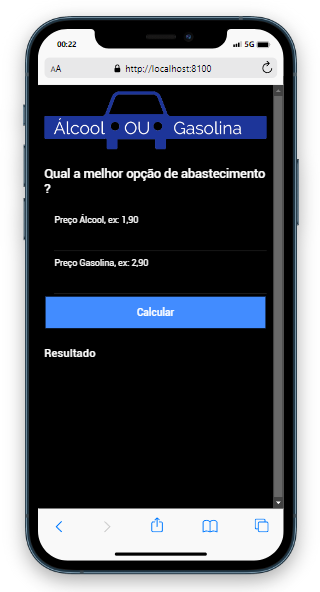 00:22
5G
AA
http://localhost:8100
Álcool OU Gasolina
Qual a melhor opção de abastecimento
?
Preço Álcool, ex: 1,90
Preço Gasolina, ex: 2,90
Calcular
Resultado